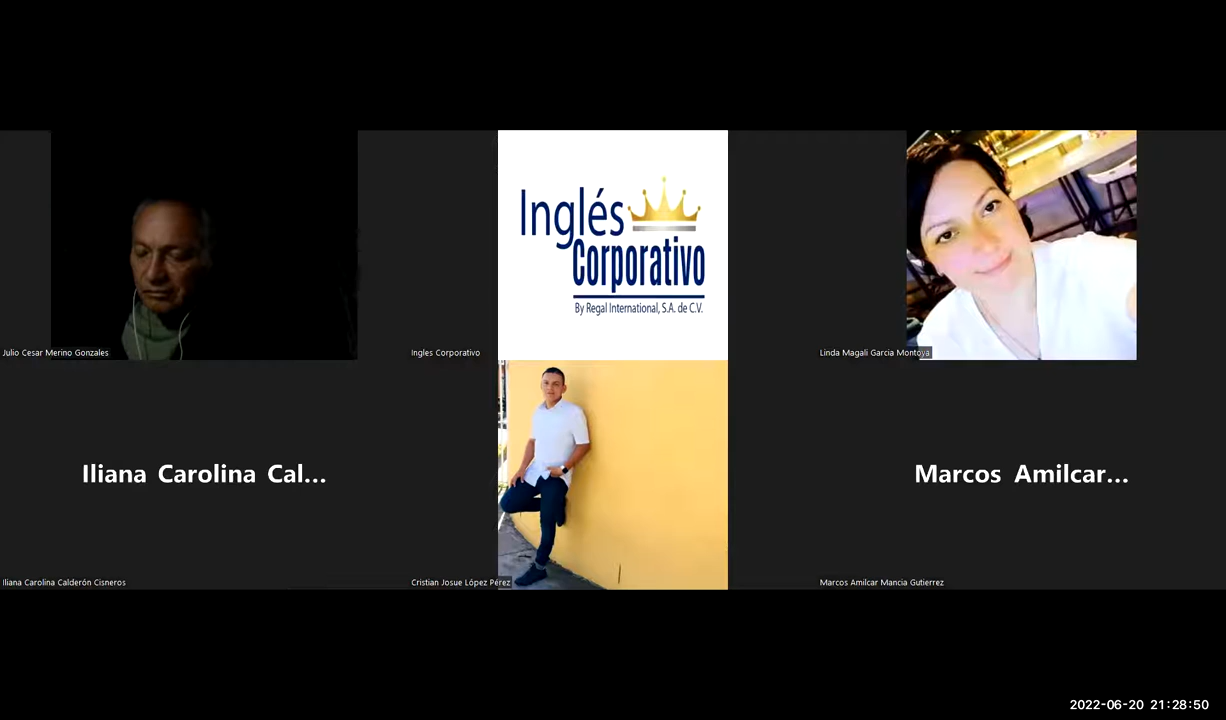 Inglés
Corporativo
By Regal International, S.A. de C.V.
Julio Cesar Merino Gonzales
Ingles Corporativo
Linda Magali Garcia Montoya
Iliana Carolina Cal...
Marcos Amilcar...
Iliana Carolina Calderón Cisneros
Cristian Josue López Pérez
Marcos Amilcar Mancia Gutierrez
2022-06-20 21:28:50